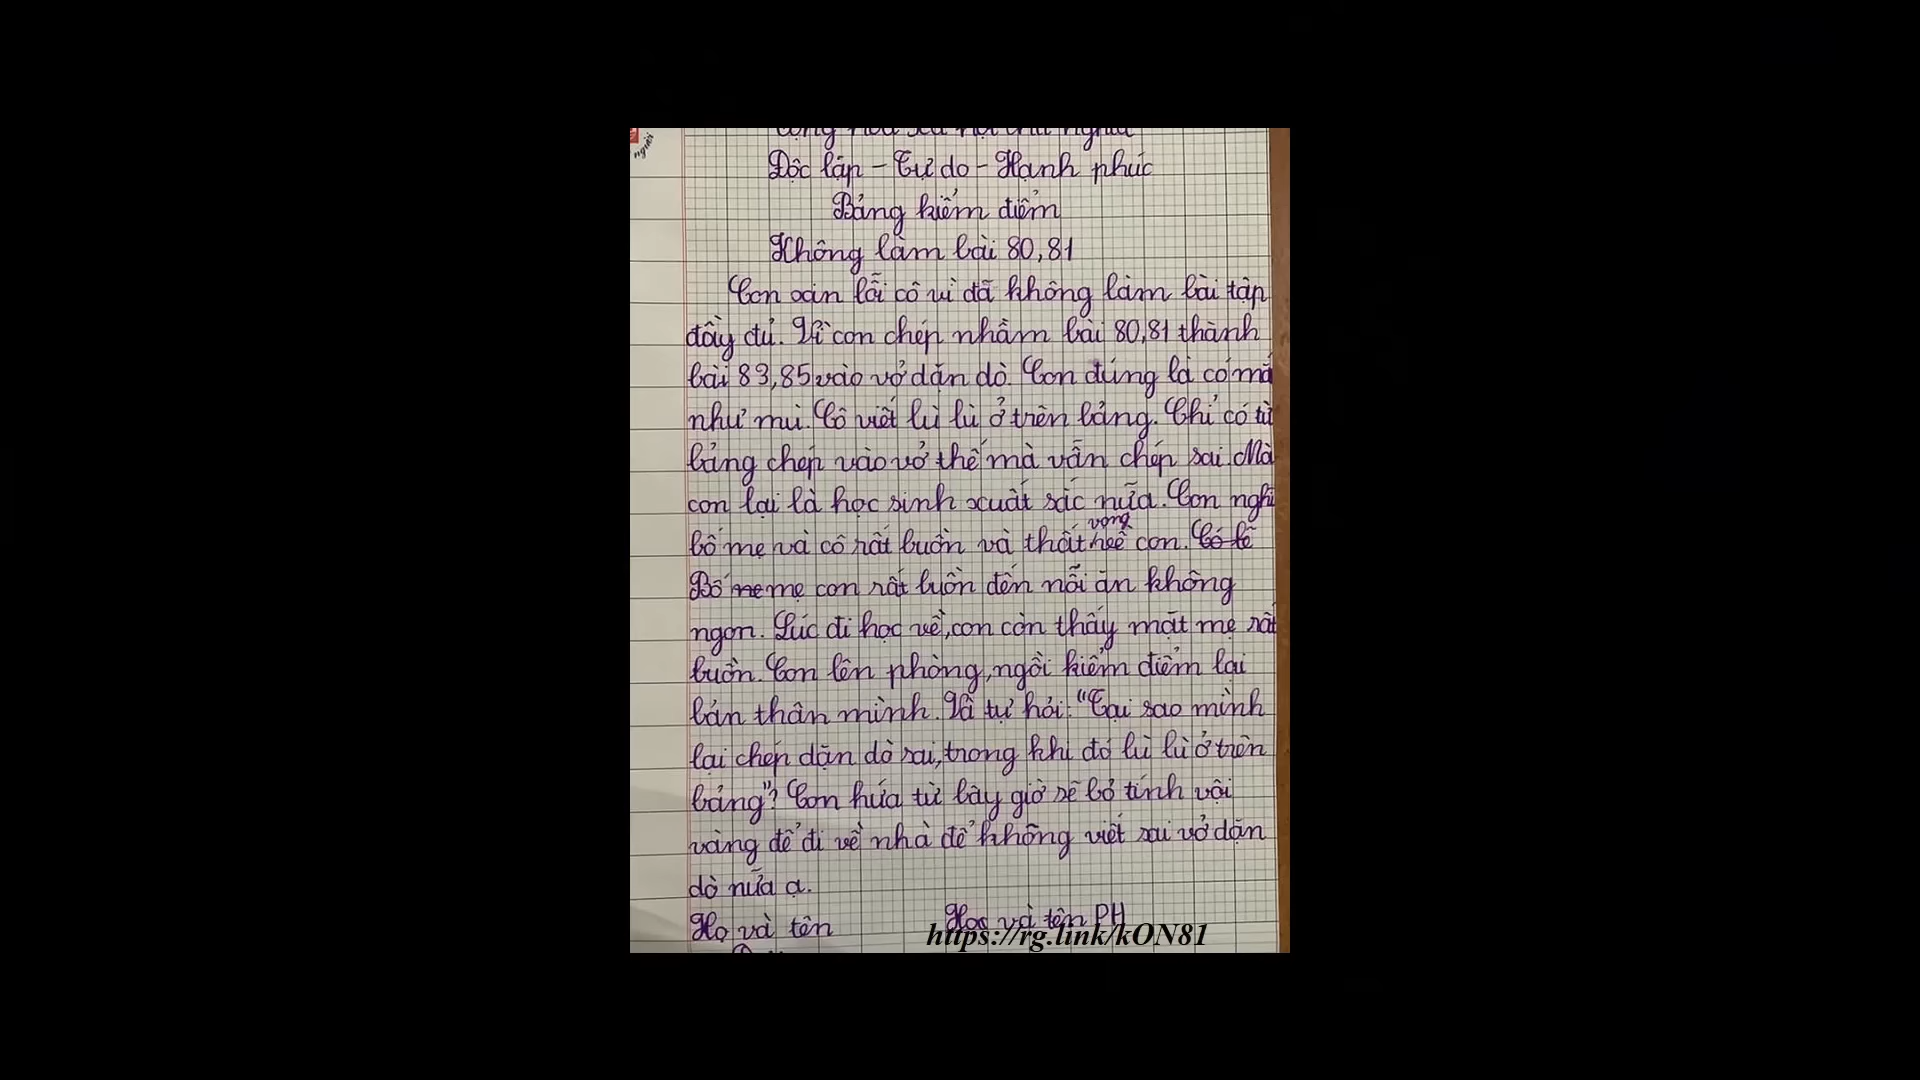 người
Cộng hòa xã hội chủ nghĩa
Độc lập - Tự do - Hạnh phúc
Bảng kiểm điểm
Không làm bài 80,81
Con xin lỗi cô vì đã không làm bài tập
đầy đủ. Vì con chép nhầm bài 80,81 thành
bài 83,85 vào vở dặn dò. Con đúng là có mắ
như mù. Cô viết lù lù ở trên bảng. Chỉ có từ
bảng chép vào vở thế mà vẫn chép sai. Mà
con lại là học sinh xuất sắc nữa. Con nghĩ
vọng
bố mẹ và cô rất buồn và thất về con. Có lẽ
Bố me mẹ con rất buồn đến nỗi ăn không
ngon. Lúc đi học về, con còn thấy mặt mẹ rất
buồn. Con lên phòng, ngồi kiểm điểm lại
bản thân mình. Và tự hỏi: "Tại sao mình
lại chép dặn dò sai, trong khi đó lù lù ở trên
bảng"? Con hứa từ bây giờ sẽ bỏ tính vội
vàng để đi về nhà để không viết sai vở dặn
dò nữa ạ.
Họ và tên Họ và tên PH
https://rg.link/kON81